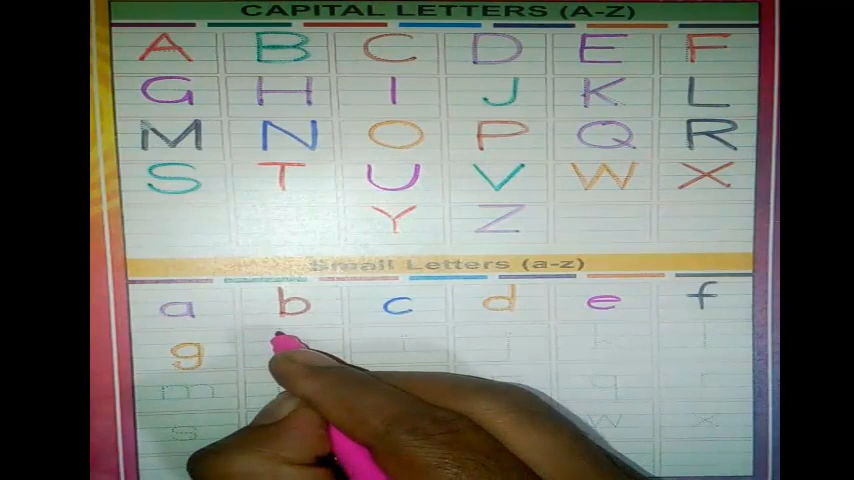 CAPITAL LETTERS (A-Z)
A B C D E F
G H I J K L
M N O P Q R
S T U V W X
Y Z
Small Letters (a-z)
a b c d e f
g i j k l
m q r
s w x